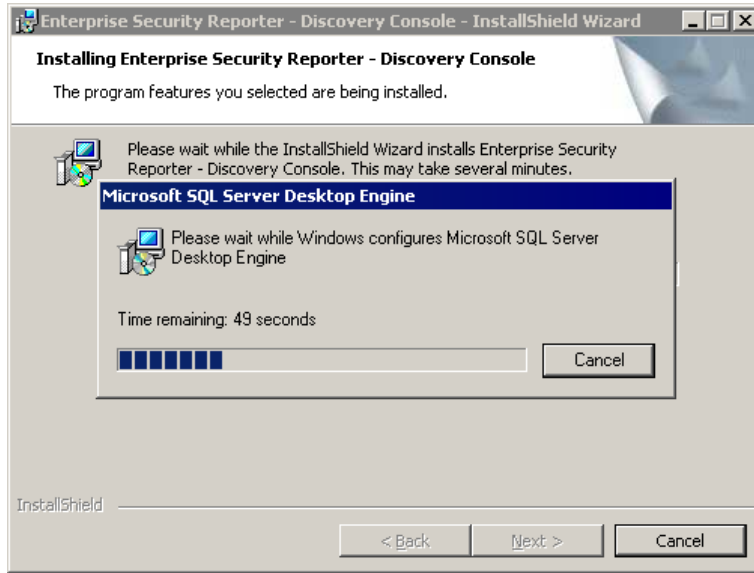 Enterprise Security Reporter - Discovery Console - InstallShield Wizard
Installing Enterprise Security Reporter - Discovery Console
The program features you selected are being installed.
Please wait while the InstallShield Wizard installs Enterprise Security
Reporter - Discovery Console. This may take several minutes.
Microsoft SQL Server Desktop Engine
Please wait while Windows configures Microsoft SQL Server
Desktop Engine
Time remaining: 49 seconds
Cancel
InstallShield
< Back
Next >
Cancel